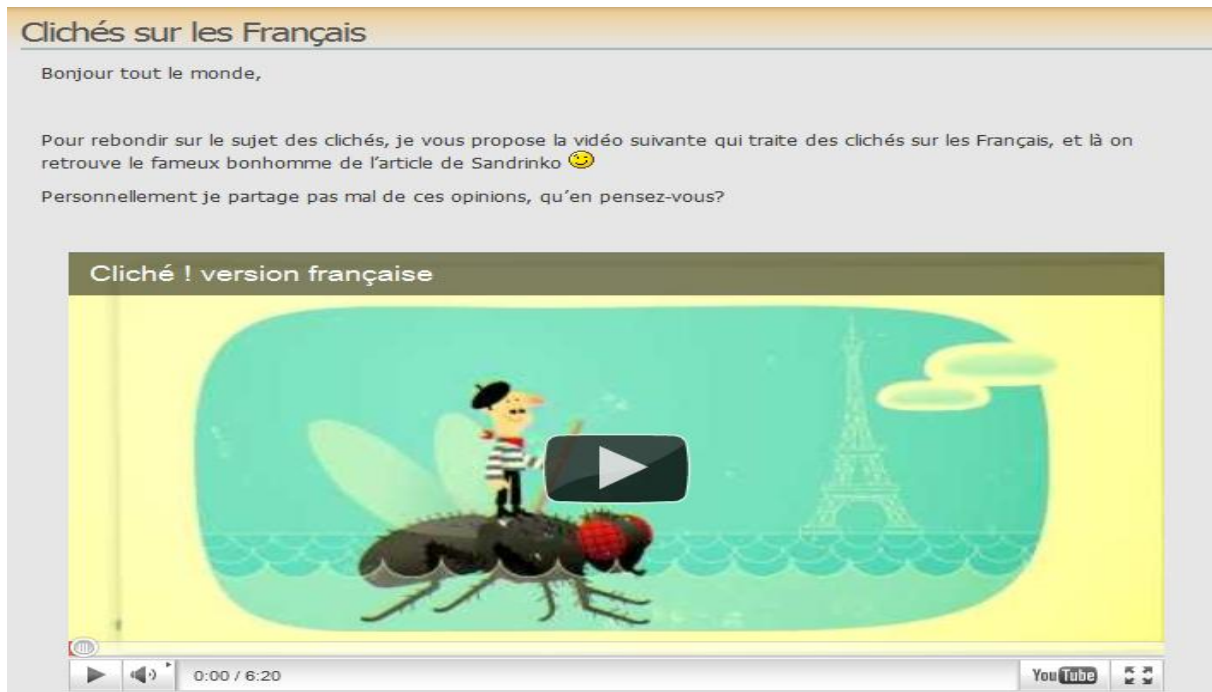 Clichés sur les Français
Bonjour tout le monde,
Pour rebondir sur le sujet des clichés, je vous propose la vidéo suivante qui traite des clichés sur les Français, et là on
retrouve le fameux bonhomme de l'article de Sandrinko
Personnellement je partage pas mal de ces opinions, qu'en pensez-vous?
Cliché ! version française
0:00 / 6:20
YouTube